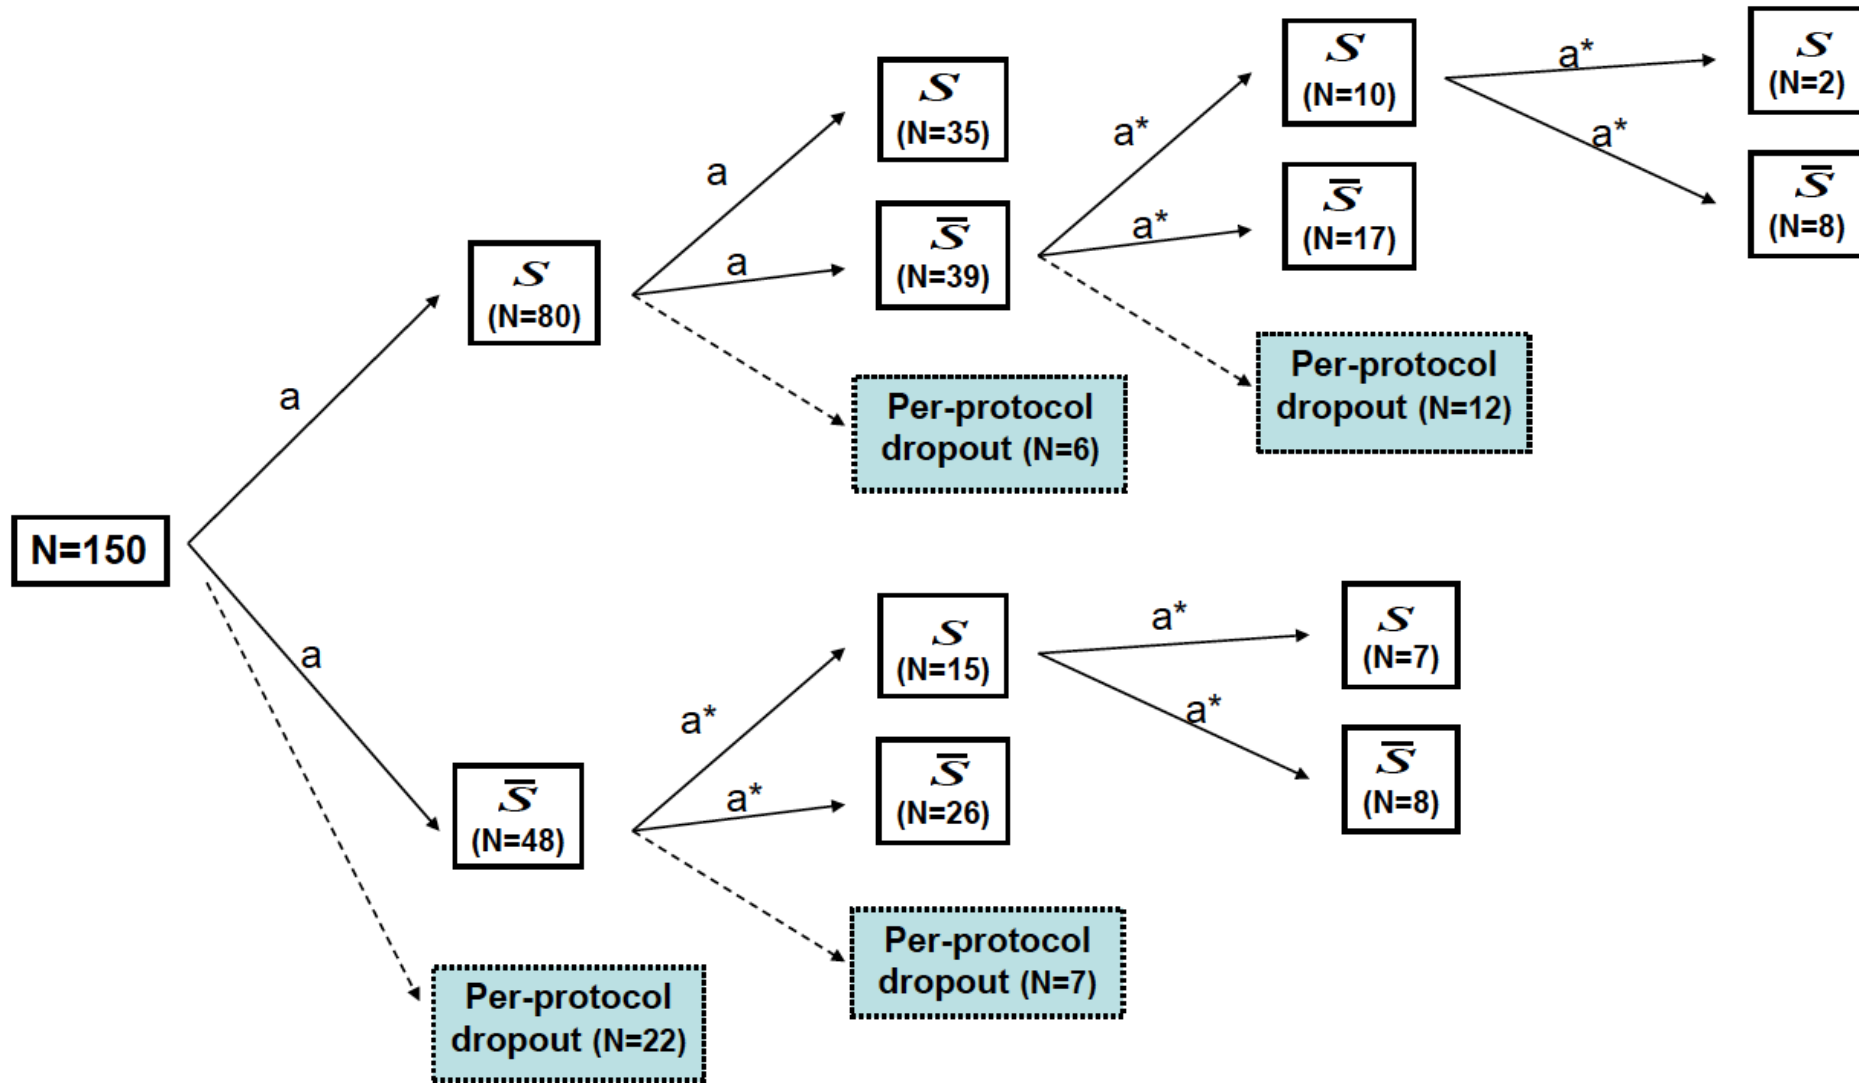 N=150
a
a
S
(N=80)
S̅
(N=48)
Per-protocol
dropout (N=22)
a
a
S
(N=35)
S̅
(N=39)
Per-protocol
dropout (N=6)
a*
a*
S
(N=15)
S̅
(N=26)
Per-protocol
dropout (N=7)
a*
a*
S
(N=10)
S̅
(N=17)
Per-protocol
dropout (N=12)
a*
a*
S
(N=7)
S̅
(N=8)
a*
a*
S
(N=2)
S̅
(N=8)